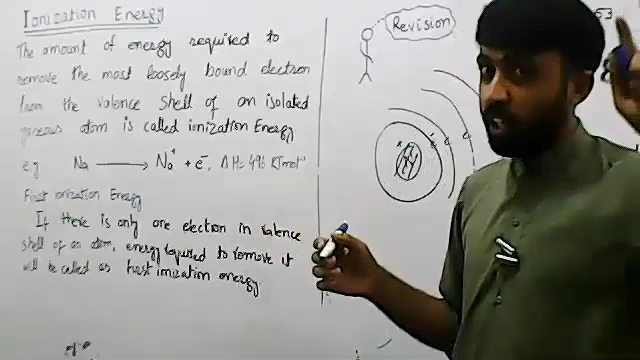 Ionization Energy
The amount of energy required to
remove the most loosely bound electron
from the valence shell of an isolated
gaseous atom is called ionization Energy
e.g Na ⟶ Na⁺ + e⁻, ΔH= 496 KJmol⁻¹
First ionization Energy
If there is only one electron in valence
shell of an atom, energy required to remove it
will be called as first ionization energy.
Revision
53